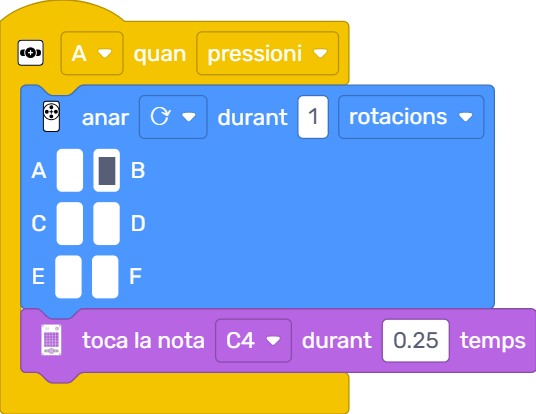 A quan pressioni
anar durant 1 rotacions
A B
C D
E F
toca la nota C4 durant 0.25 temps